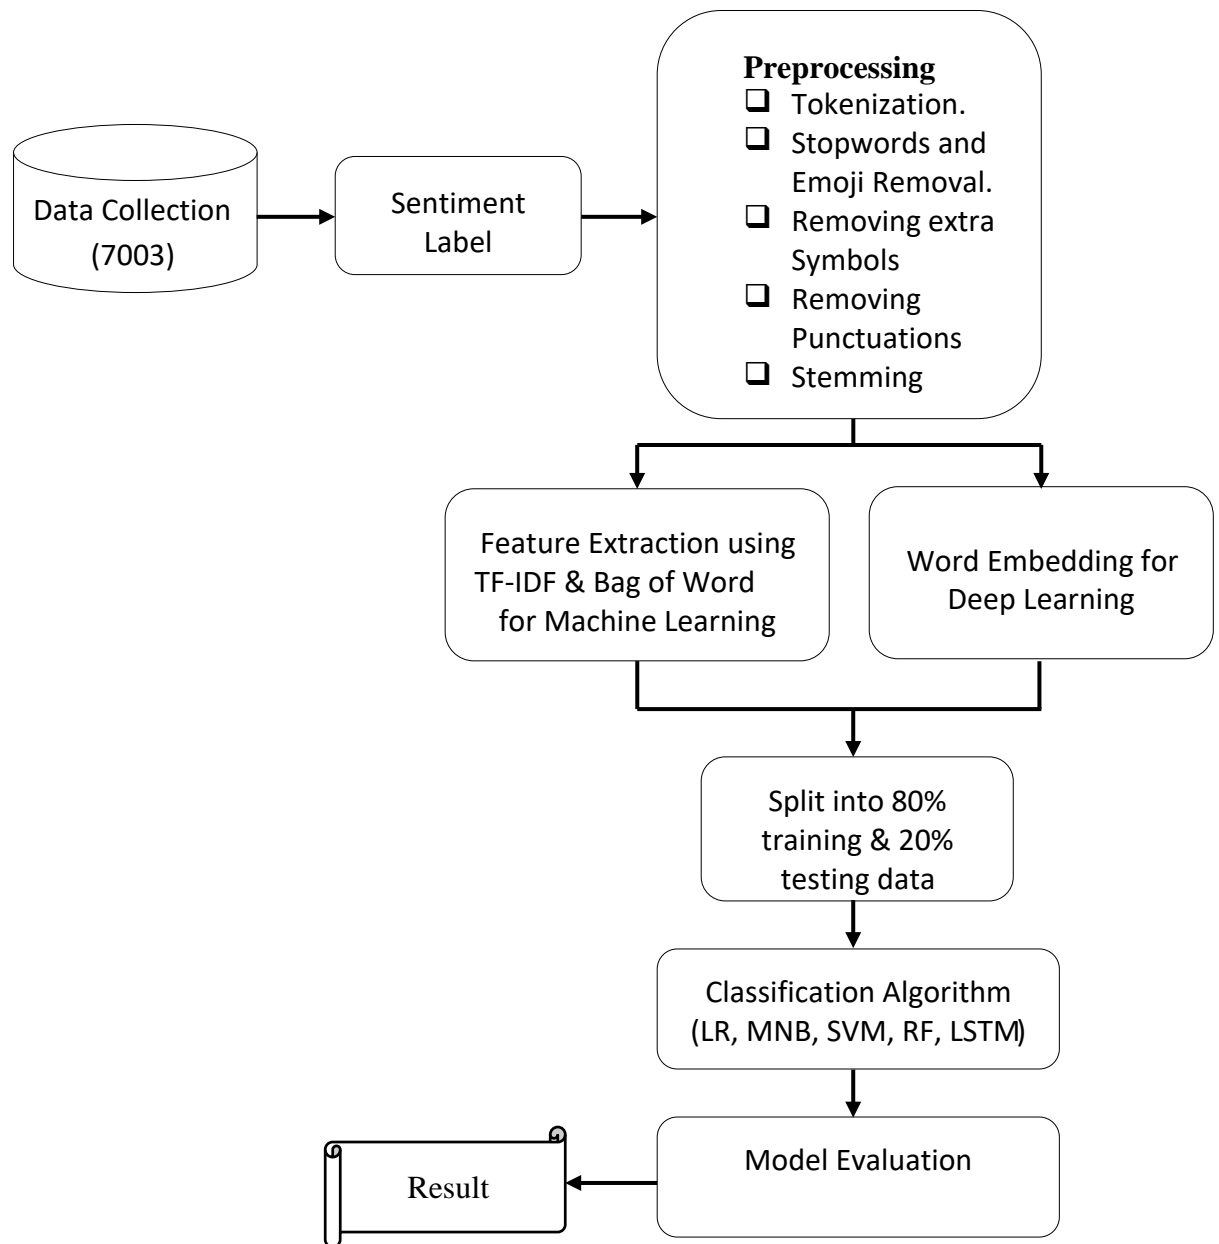 Data Collection
(7003)
Sentiment
Label
Preprocessing
❑ Tokenization.
❑ Stopwords and
Emoji Removal.
❑ Removing extra
Symbols
❑ Removing
Punctuations
❑ Stemming
Feature Extraction using
TF-IDF & Bag of Word
for Machine Learning
Word Embedding for
Deep Learning
Split into 80%
training & 20%
testing data
Classification Algorithm
(LR, MNB, SVM, RF, LSTM)
Model Evaluation
Result